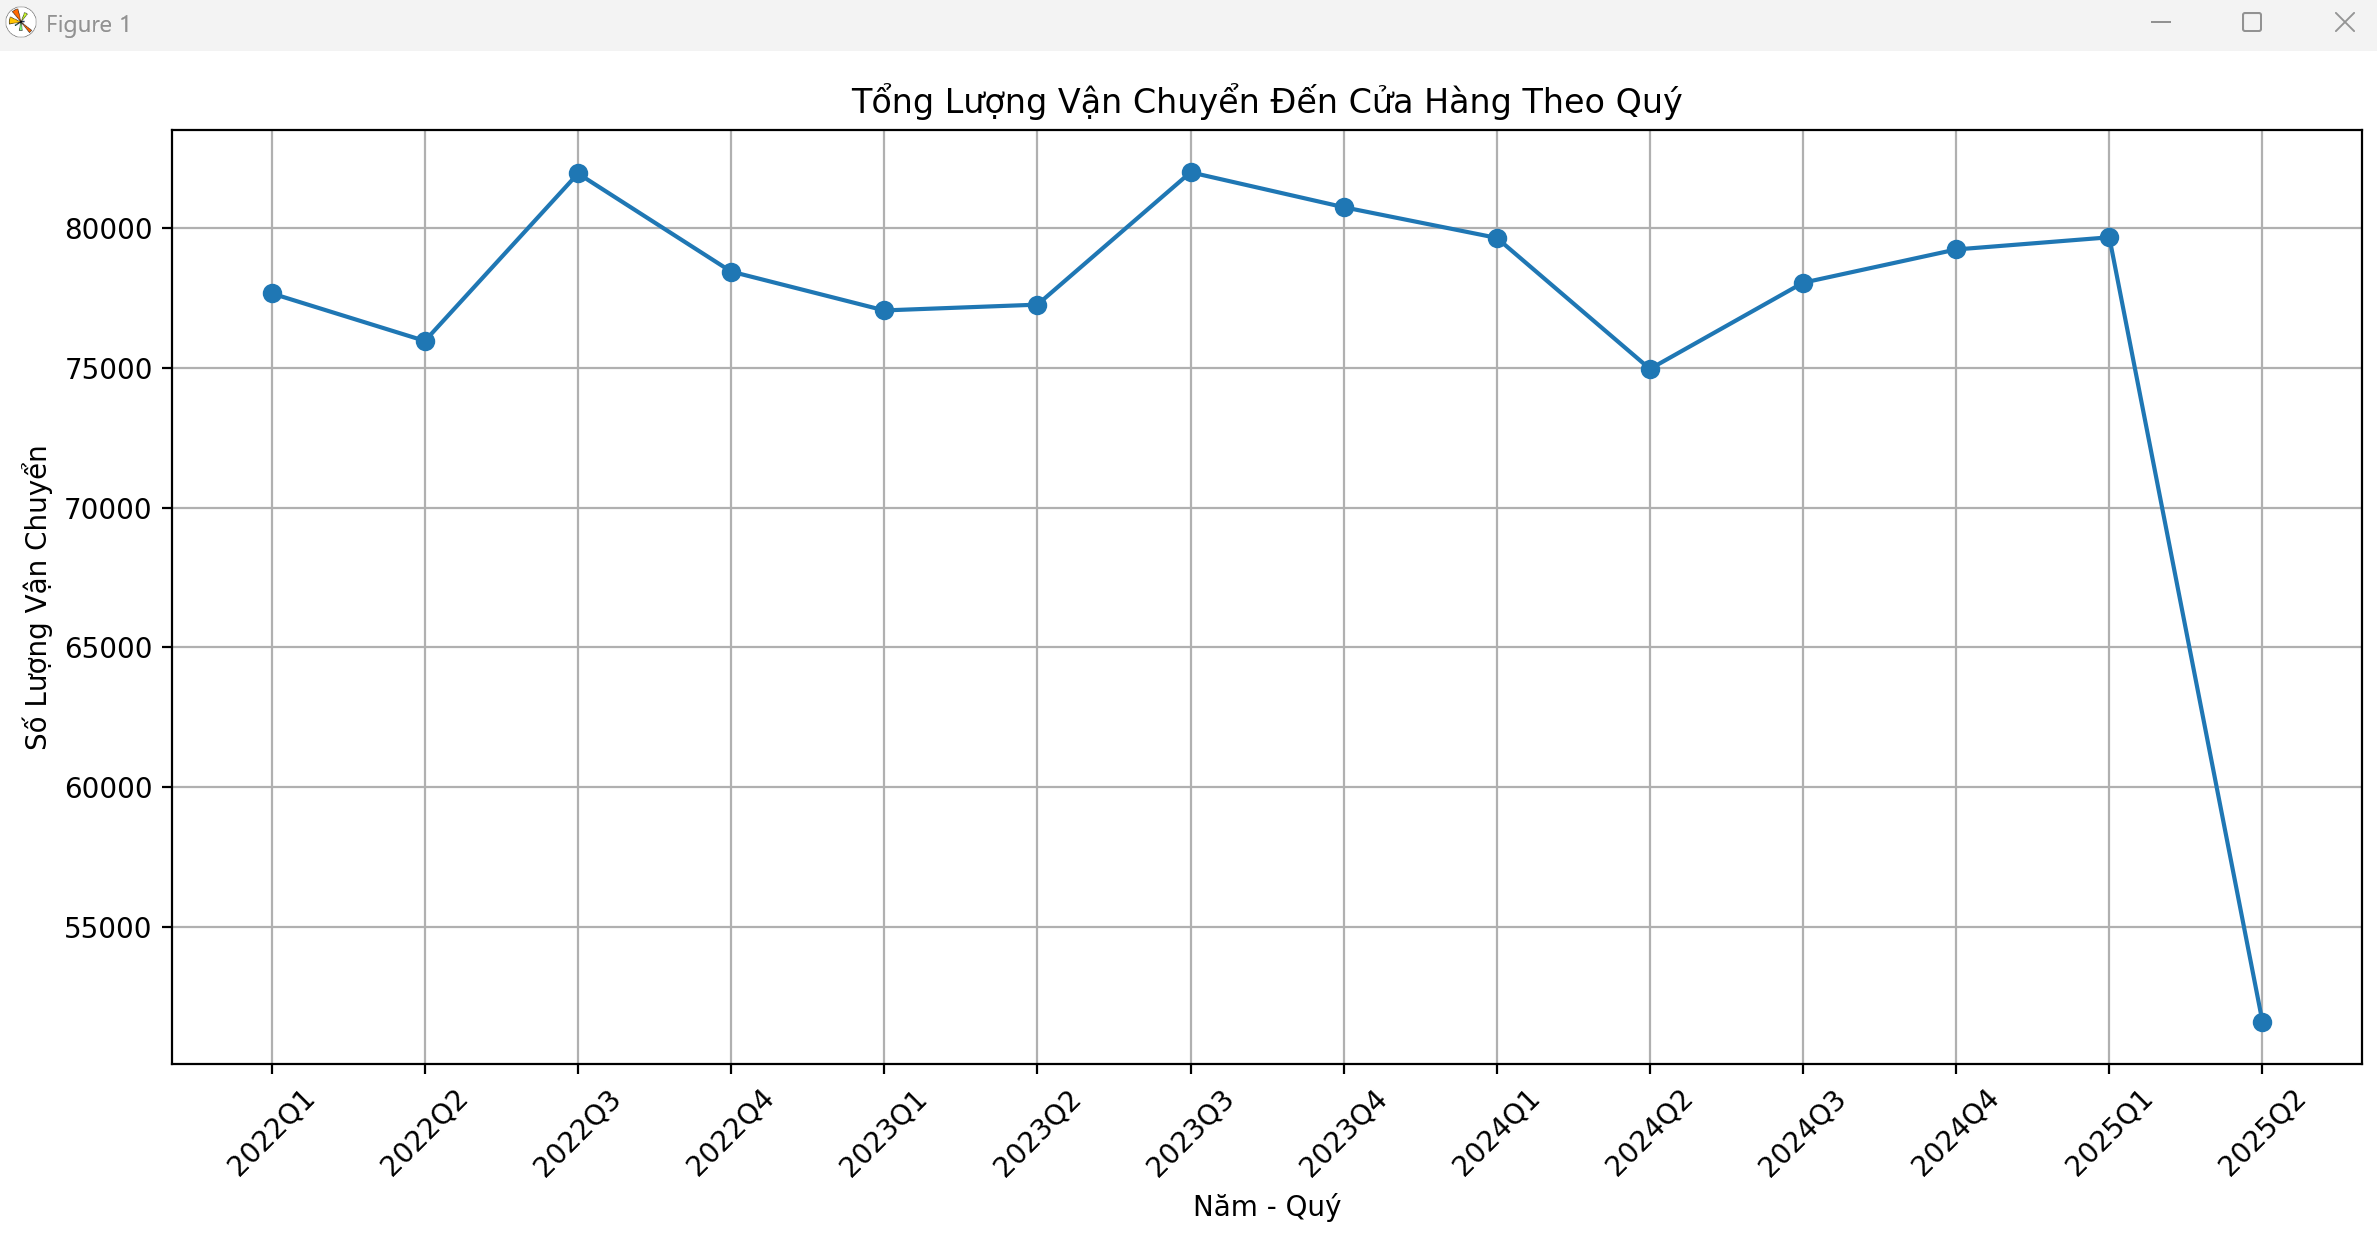 Figure 1
Tổng Lượng Vận Chuyển Đến Cửa Hàng Theo Quý
80000
75000
70000
65000
60000
55000
Số Lượng Vận Chuyển
2022Q1
2022Q2
2022Q3
2022Q4
2023Q1
2023Q2
2023Q3
2023Q4
2024Q1
2024Q2
2024Q3
2024Q4
2025Q1
2025Q2
Năm - Quý